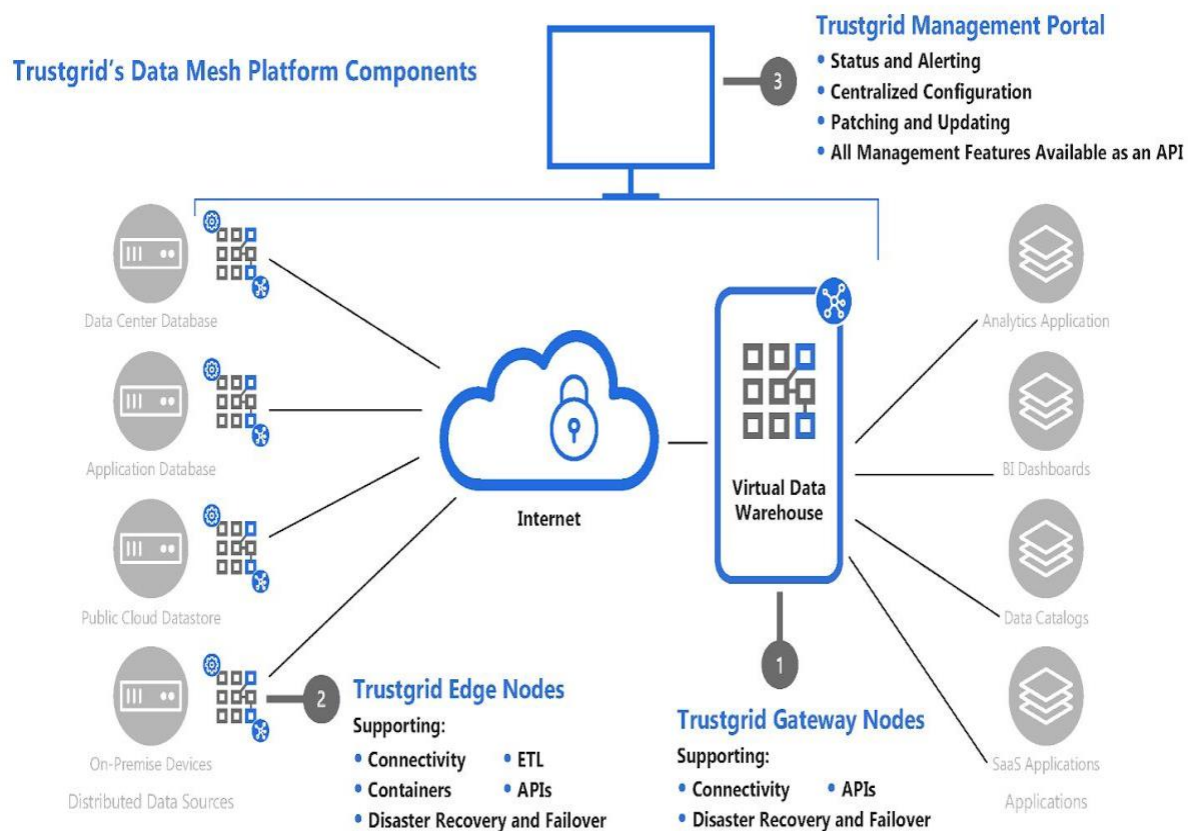 Trustgrid's Data Mesh Platform Components
Trustgrid Management Portal
• Status and Alerting
• Centralized Configuration
• Patching and Updating
• All Management Features Available as an API
3
Data Center Database
Application Database
Public Cloud Datastore
On-Premise Devices
Distributed Data Sources
Internet
Virtual Data
Warehouse
Analytics Application
BI Dashboards
Data Catalogs
SaaS Applications
Applications
2
Trustgrid Edge Nodes
Supporting:
• Connectivity • ETL
• Containers • APIs
• Disaster Recovery and Failover
1
Trustgrid Gateway Nodes
Supporting:
• Connectivity • APIs
• Disaster Recovery and Failover